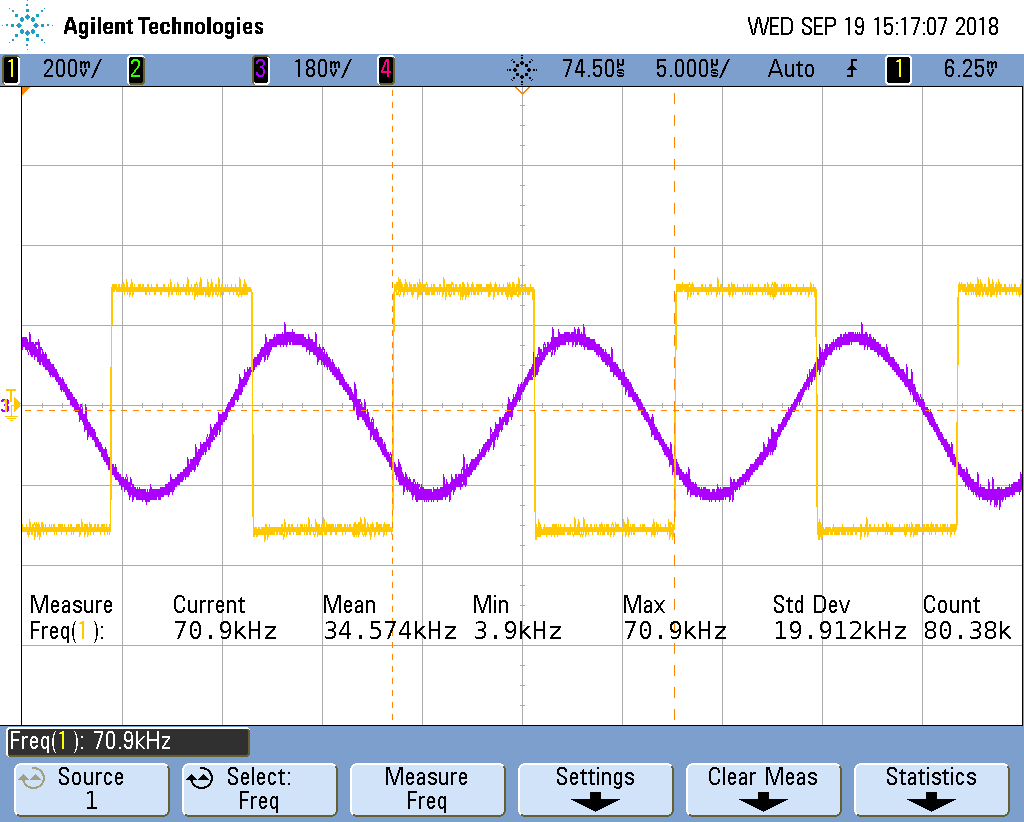 Agilent Technologies WED SEP 19 15:17:07 2018
1 200mV/ 2 3 180mV/ 4 74.50µs 5.000µs/ Auto 1 6.25mV
3
Measure Current Mean Min Max Std Dev Count
Freq(1): 70.9kHz 34.574kHz 3.9kHz 70.9kHz 19.912kHz 80.38k
Freq(1): 70.9kHz
Source Select: Measure Settings Clear Meas Statistics
1 Freq Freq